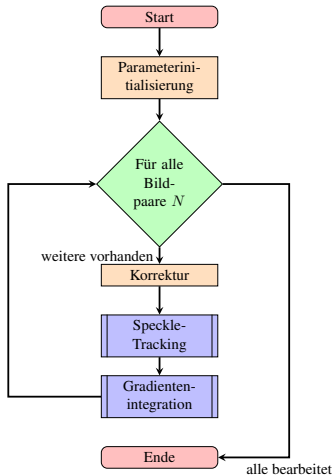 Start
Parameterini-
tialisierung
Für alle
Bild-
paare N
weitere vorhanden
Korrektur
Speckle-
Tracking
Gradienten-
integration
Ende
alle bearbeitet